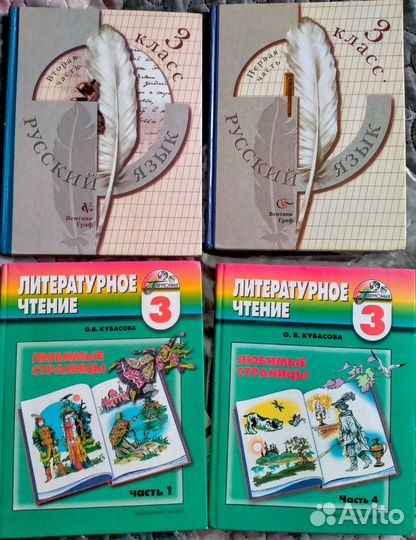 3
класс
Вторая часть
РУССКИЙ
ЯЗЫК
Вентана-
Граф
3
класс
Первая часть
РУССКИЙ
ЯЗЫК
Вентана-
Граф
ЛИТЕРАТУРНОЕ
ЧТЕНИЕ
3
О.В. КУБАСОВА
ЛЮБИМЫЕ
СТРАНИЦЫ
часть 1
ЛИТЕРАТУРНОЕ
ЧТЕНИЕ
3
О. В. КУБАСОВА
ЛЮБИМЫЕ
СТРАНИЦЫ
Часть 4
Avito